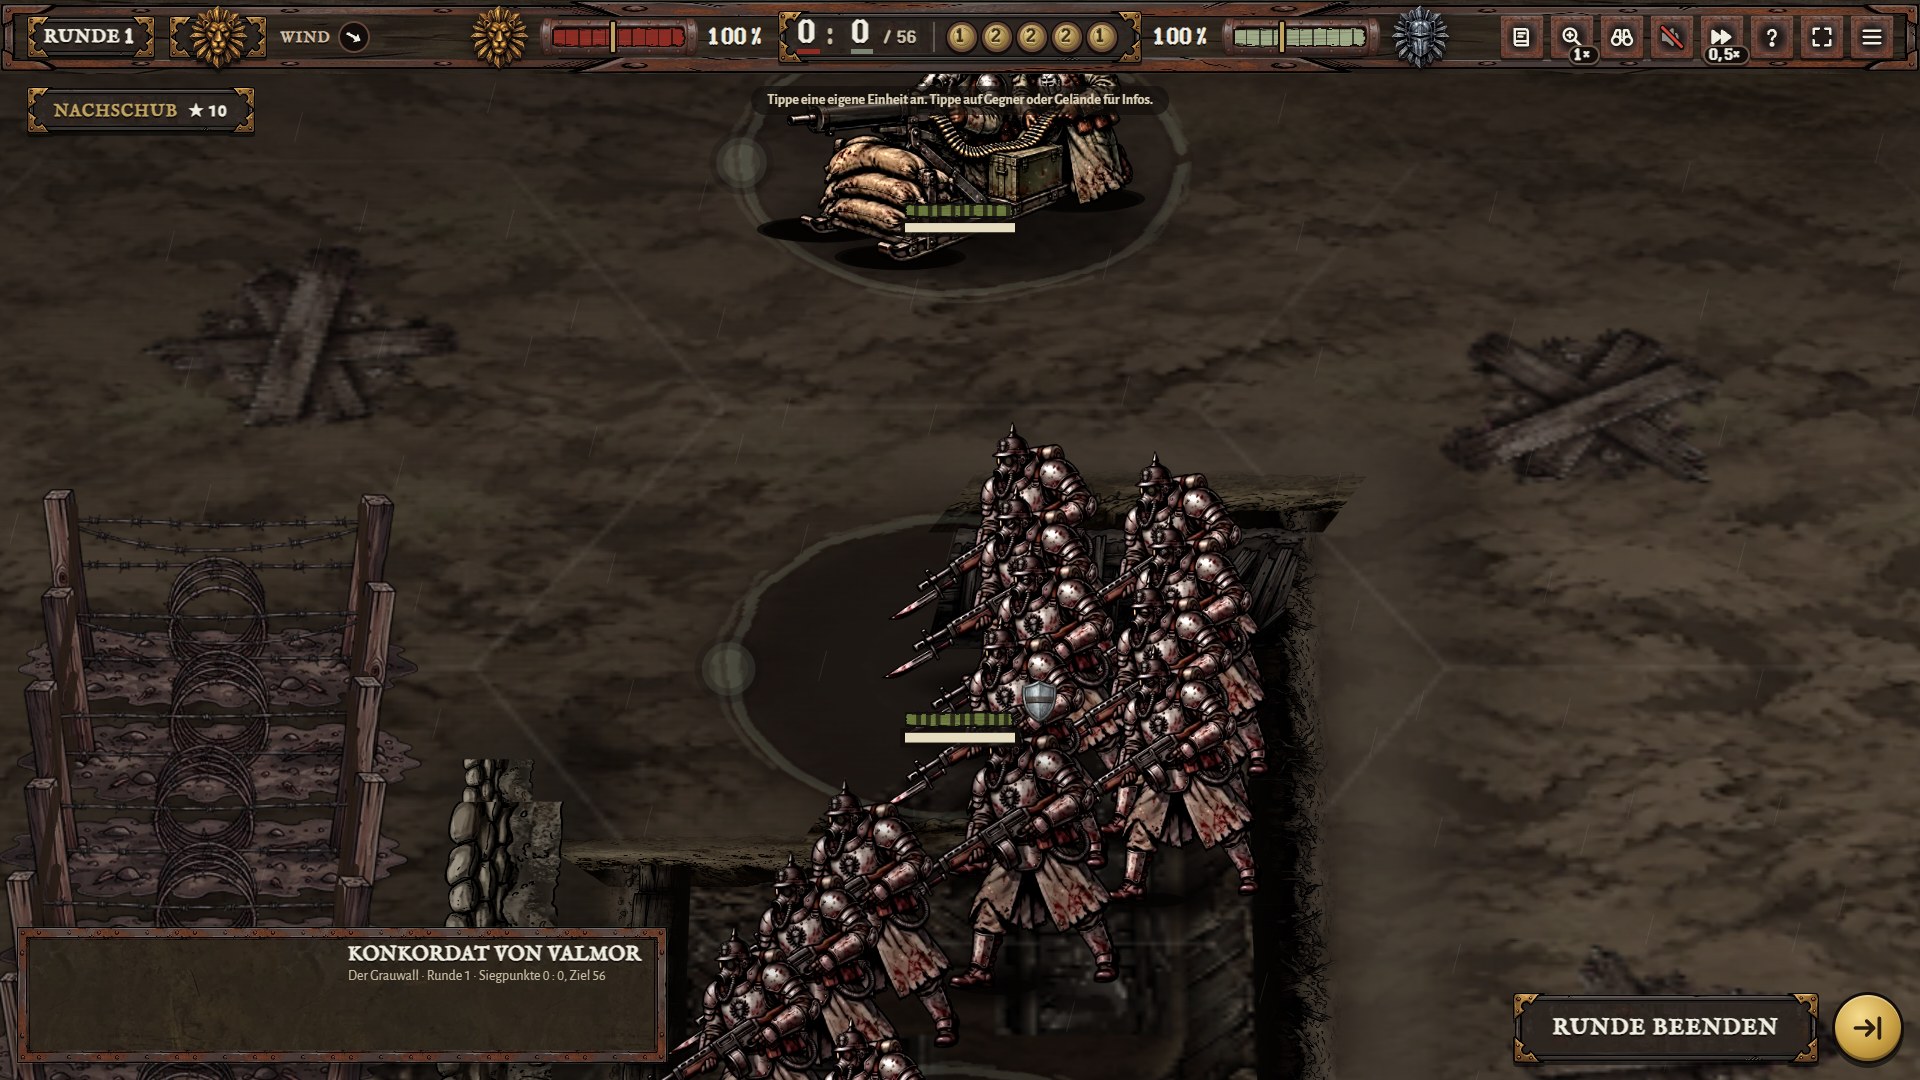 RUNDE 1
WIND
100 %
0 : 0 / 56
1 2 2 2 1
100 %
1×
0,5×
?
NACHSCHUB ★ 10
Tippe eine eigene Einheit an. Tippe auf Gegner oder Gelände für Infos.
KONKORDAT VON VALMOR
Der Grauwall · Runde 1 · Siegpunkte 0 : 0, Ziel 56
RUNDE BEENDEN